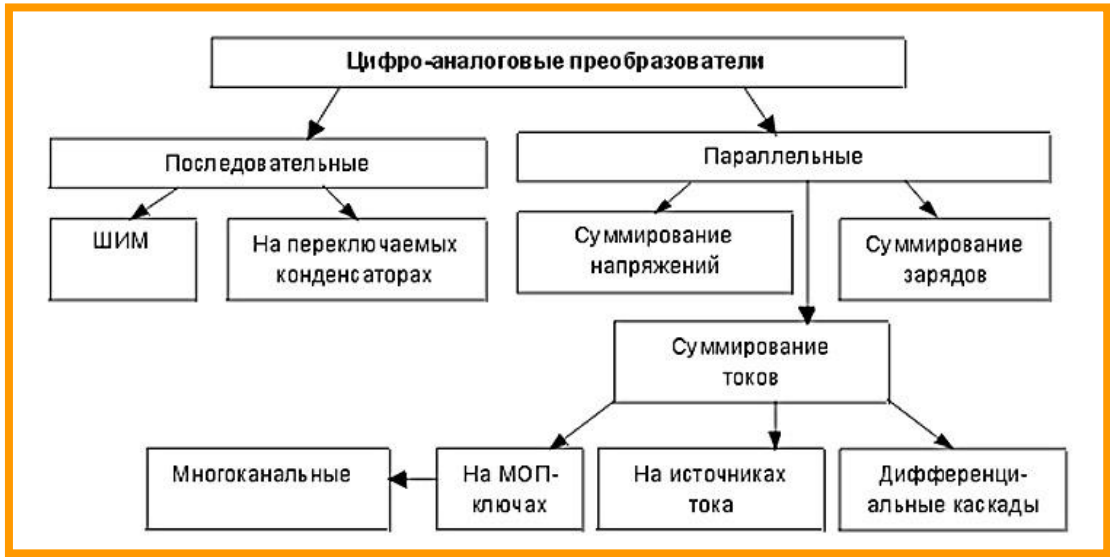 Цифро-аналоговые преобразователи
Последовательные
Параллельные
ШИМ
На переключаемых
конденсаторах
Суммирование
напряжений
Суммирование
зарядов
Суммирование
токов
Многоканальные
На МОП-
ключах
На источниках
тока
Дифференци-
альные каскады